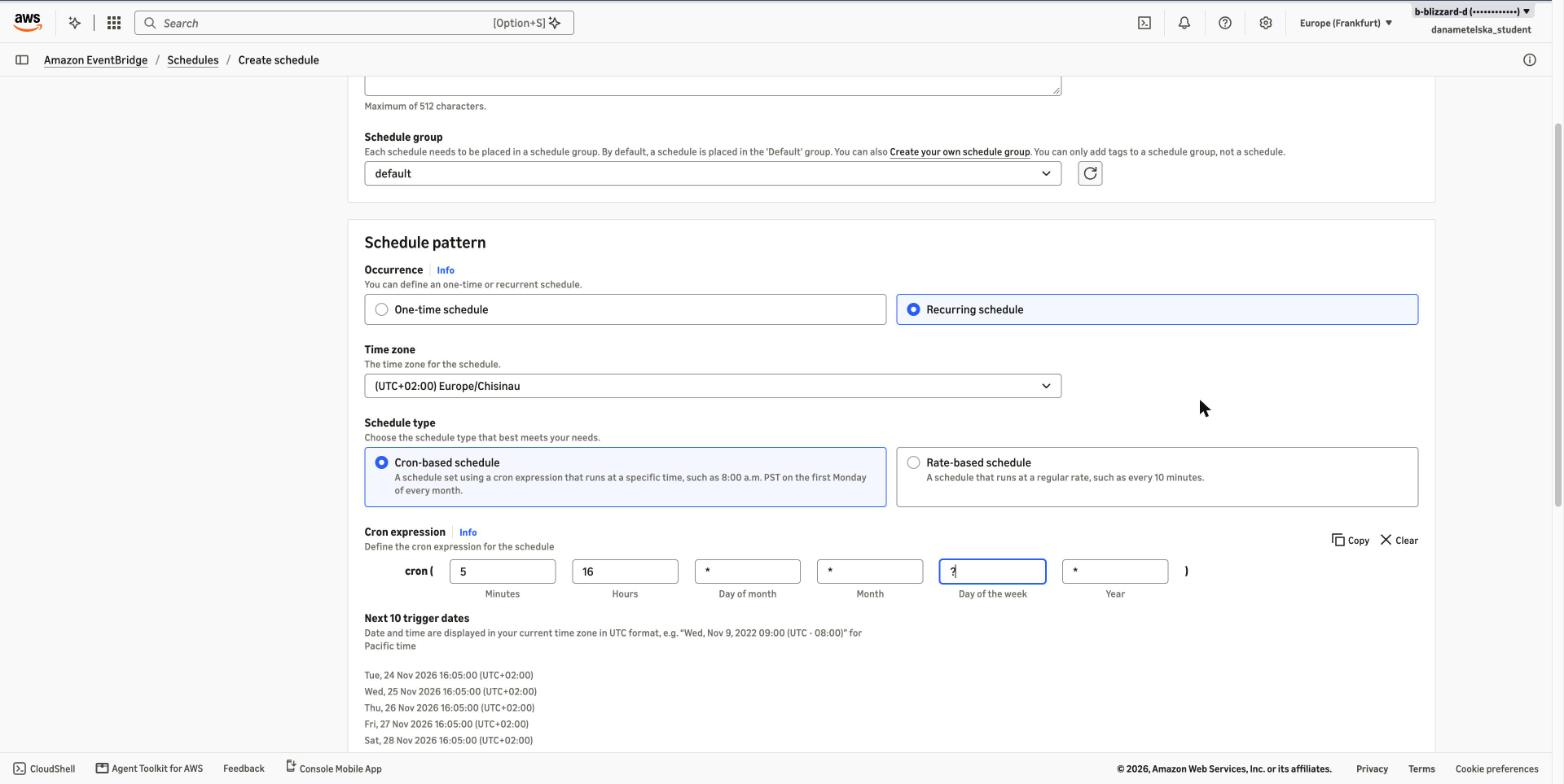 aws
Search [Option+S]
Europe (Frankfurt)
b-blizzard-d (············)
danametelska_student
Amazon EventBridge / Schedules / Create schedule
Maximum of 512 characters.
Schedule group
Each schedule needs to be placed in a schedule group. By default, a schedule is placed in the 'Default' group. You can also Create your own schedule group. You can only add tags to a schedule group, not a schedule.
default
Schedule pattern
Occurrence Info
You can define an one-time or recurrent schedule.
One-time schedule Recurring schedule
Time zone
The time zone for the schedule.
(UTC+02:00) Europe/Chisinau
Schedule type
Choose the schedule type that best meets your needs.
Cron-based schedule
A schedule set using a cron expression that runs at a specific time, such as 8:00 a.m. PST on the first Monday
of every month.
Rate-based schedule
A schedule that runs at a regular rate, such as every 10 minutes.
Cron expression Info
Define the cron expression for the schedule
Copy Clear
cron ( 5 16 * * ? * )
Minutes Hours Day of month Month Day of the week Year
Next 10 trigger dates
Date and time are displayed in your current time zone in UTC format, e.g. "Wed, Nov 9, 2022 09:00 (UTC - 08:00)" for
Pacific time
Tue, 24 Nov 2026 16:05:00 (UTC+02:00)
Wed, 25 Nov 2026 16:05:00 (UTC+02:00)
Thu, 26 Nov 2026 16:05:00 (UTC+02:00)
Fri, 27 Nov 2026 16:05:00 (UTC+02:00)
Sat, 28 Nov 2026 16:05:00 (UTC+02:00)
CloudShell Agent Toolkit for AWS Feedback Console Mobile App
© 2026, Amazon Web Services, Inc. or its affiliates. Privacy Terms Cookie preferences